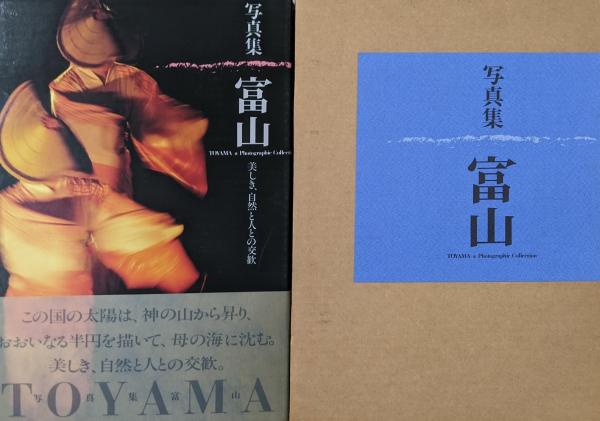 写真集
富山
TOYAMA a Photographic Collecti
美しき、自然と人との交歓
この国の太陽は、神の山から昇り、
おおいなる半円を描いて、母の海に沈む。
美しき、自然と人との交歓。
TOYAMA
写真集富山
写真集
富山
TOYAMA a Photographic Collection